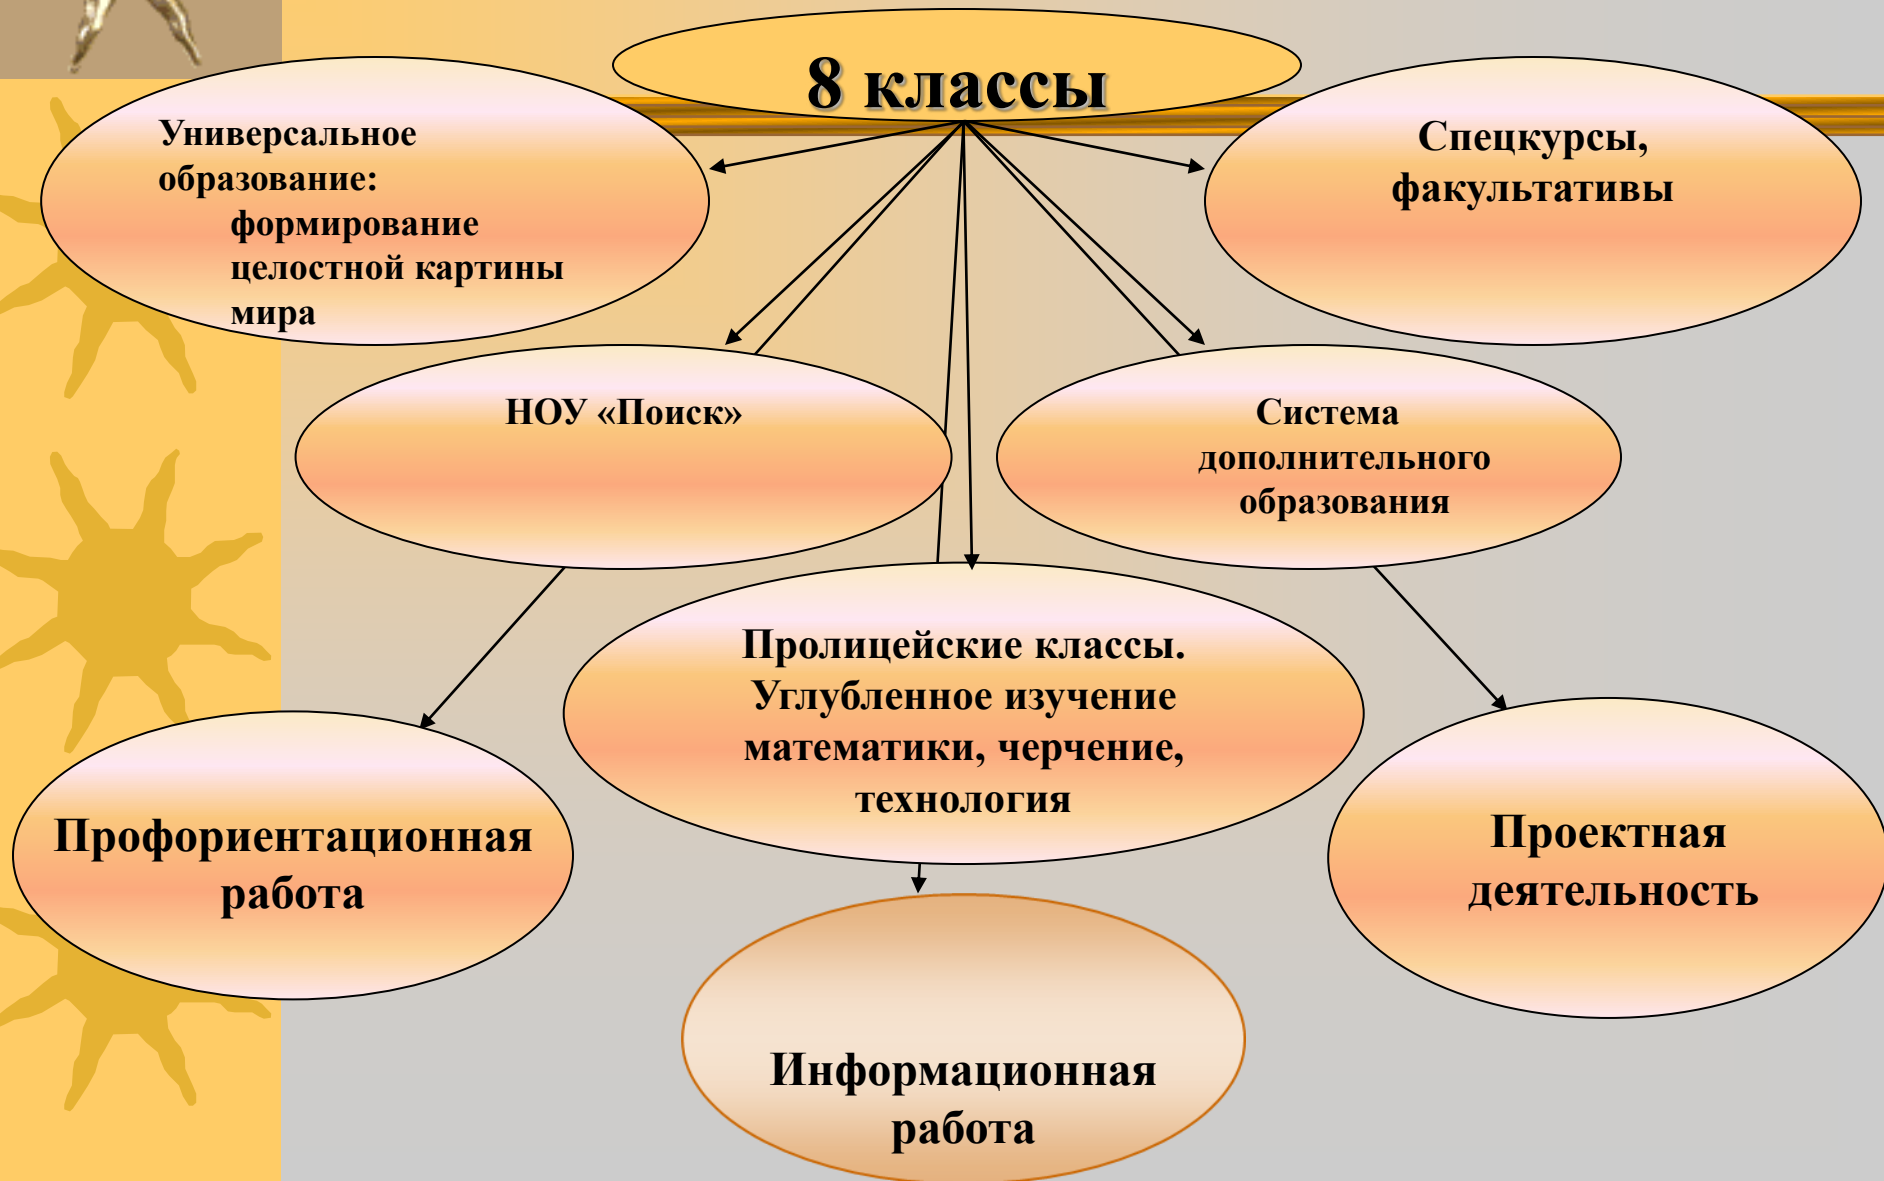 8 классы
Универсальное
образование:
формирование
целостной картины
мира
Спецкурсы,
факультативы
НОУ «Поиск»
Система
дополнительного
образования
Пролицейские классы.
Углубленное изучение
математики, черчение,
технология
Профориентационная
работа
Проектная
деятельность
Информационная
работа